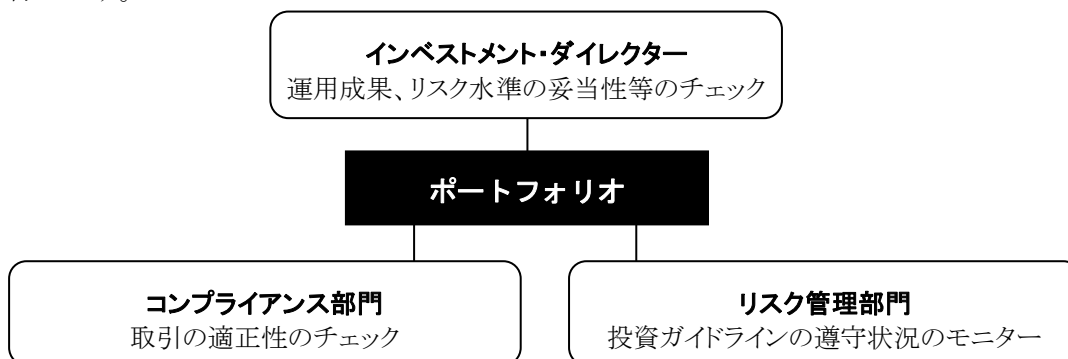 インベストメント・ダイレクター
運用成果、リスク水準の妥当性等のチェック
ポートフォリオ
コンプライアンス部門
取引の適正性のチェック
リスク管理部門
投資ガイドラインの遵守状況のモニター